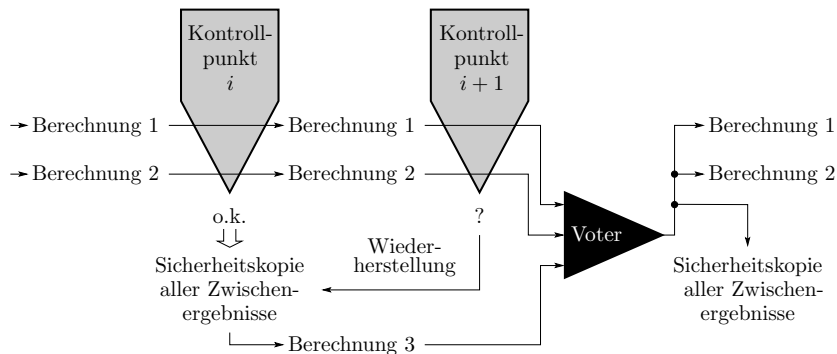 Kontroll-
punkt
i
Kontroll-
punkt
i + 1
Berechnung 1
Berechnung 1
Berechnung 1
Berechnung 2
Berechnung 2
Berechnung 2
o.k.
?
Voter
Wieder-
herstellung
Sicherheitskopie
aller Zwischen-
ergebnisse
Sicherheitskopie
aller Zwischen-
ergebnisse
Berechnung 3